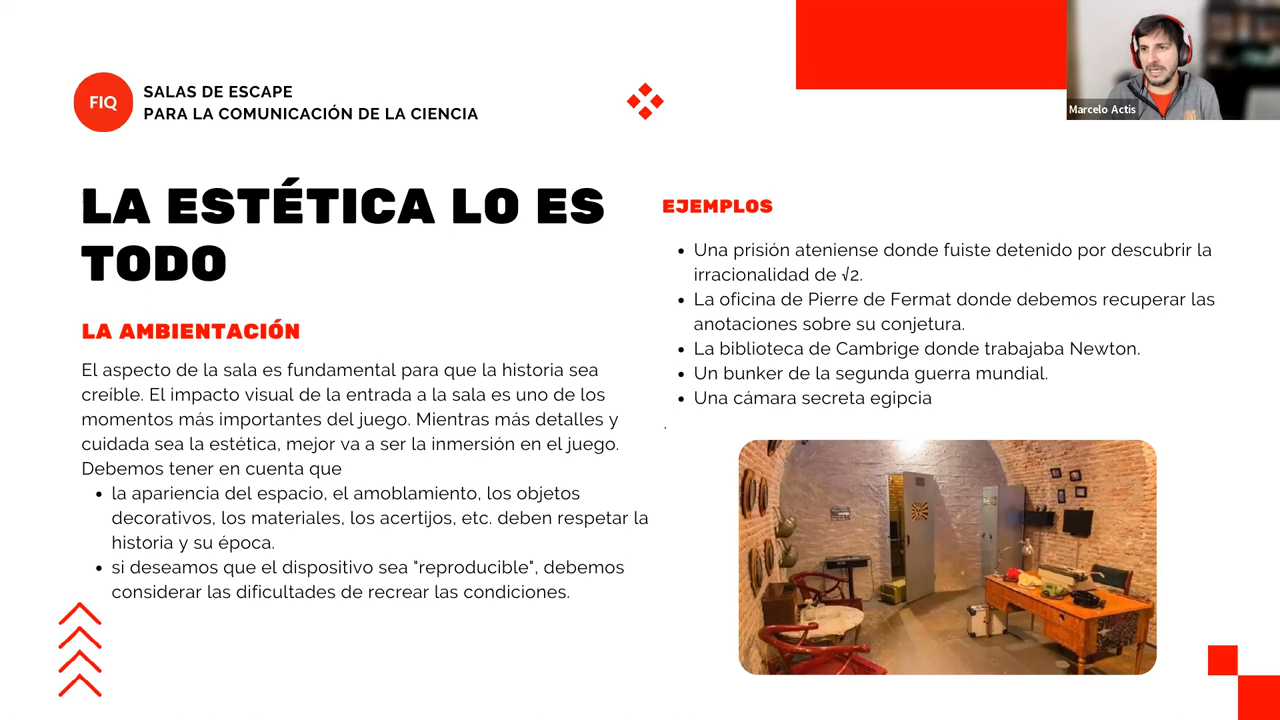 FIQ
SALAS DE ESCAPE
PARA LA COMUNICACIÓN DE LA CIENCIA
Marcelo Actis
LA ESTÉTICA LO ES
TODO
LA AMBIENTACIÓN
El aspecto de la sala es fundamental para que la historia sea
creíble. El impacto visual de la entrada a la sala es uno de los
momentos más importantes del juego. Mientras más detalles y
cuidada sea la estética, mejor va a ser la inmersión en el juego.
Debemos tener en cuenta que
• la apariencia del espacio, el amoblamiento, los objetos
decorativos, los materiales, los acertijos, etc. deben respetar la
historia y su época.
• si deseamos que el dispositivo sea "reproducible", debemos
considerar las dificultades de recrear las condiciones.
EJEMPLOS
• Una prisión ateniense donde fuiste detenido por descubrir la
irracionalidad de √2.
• La oficina de Pierre de Fermat donde debemos recuperar las
anotaciones sobre su conjetura.
• La biblioteca de Cambrige donde trabajaba Newton.
• Un bunker de la segunda guerra mundial.
• Una cámara secreta egipcia
.